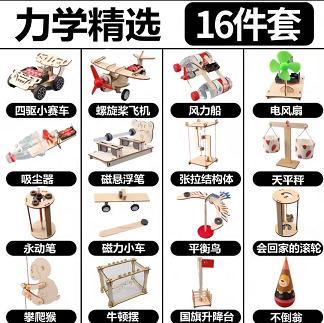 力学精选 16件套
四驱小赛车 螺旋桨飞机 风力船 电风扇
吸尘器 磁悬浮笔 张拉结构体 天平秤
永动笔 磁力小车 平衡鸟 会回家的滚轮
攀爬猴 牛顿摆 国旗升降台 不倒翁